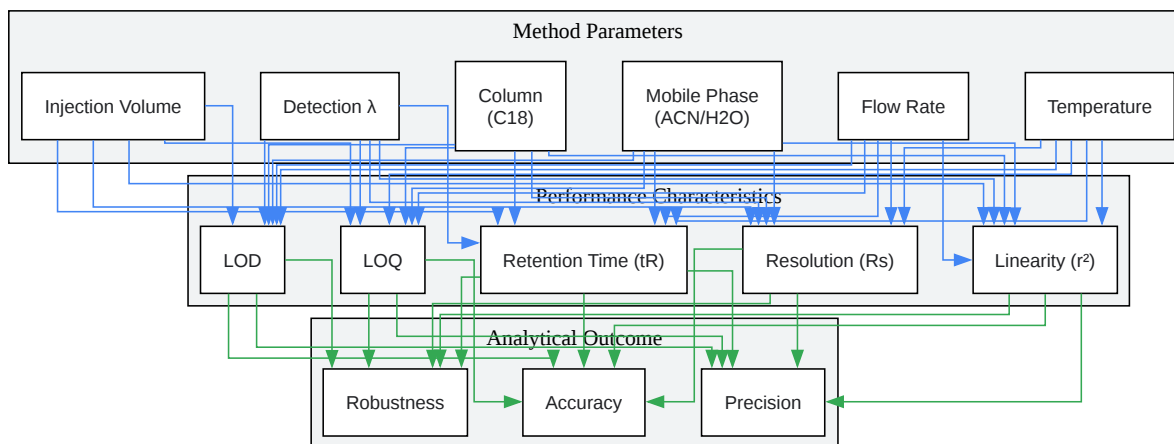 Method Parameters
Injection Volume
Detection λ
Column
(C18)
Mobile Phase
(ACN/H2O)
Flow Rate
Temperature
Performance Characteristics
LOD
LOQ
Retention Time (tR)
Resolution (Rs)
Linearity (r²)
Analytical Outcome
Robustness
Accuracy
Precision